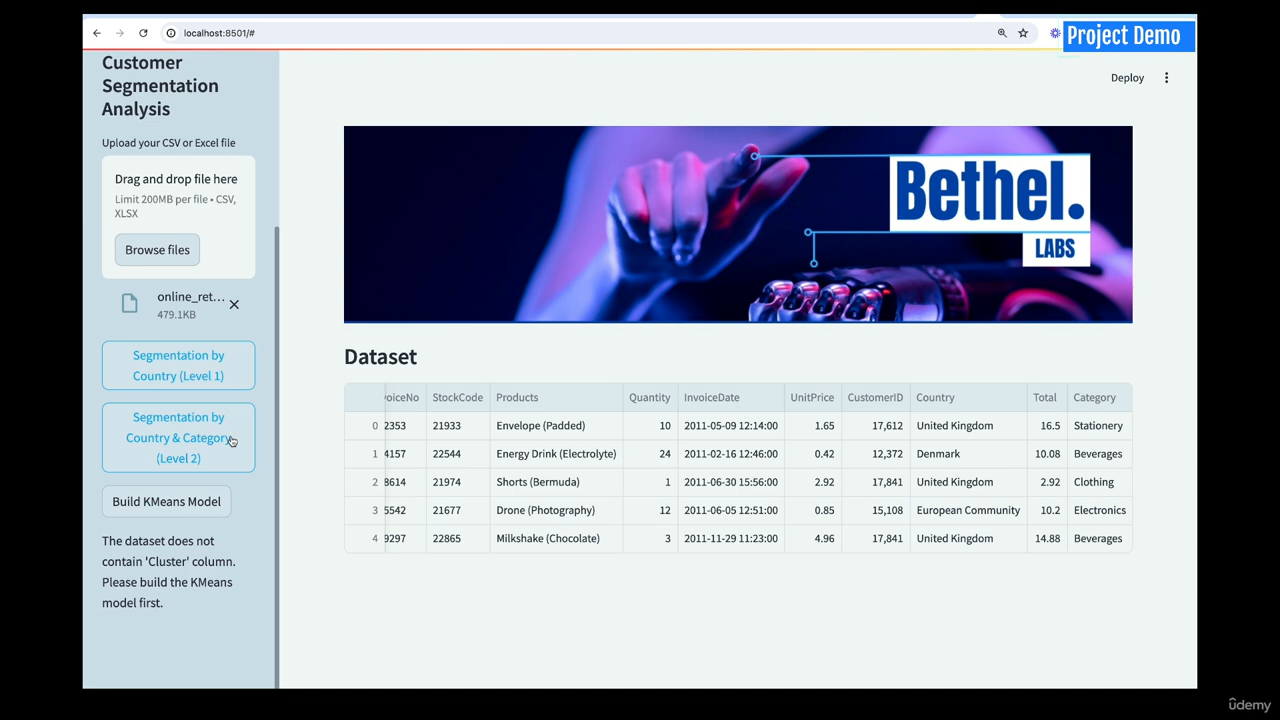 localhost:8501/#
Project Demo
Customer
Segmentation
Analysis
Upload your CSV or Excel file
Drag and drop file here
Limit 200MB per file • CSV,
XLSX
Browse files
online_ret...
479.1KB
Segmentation by
Country (Level 1)
Segmentation by
Country & Category
(Level 2)
Build KMeans Model
The dataset does not
contain 'Cluster' column.
Please build the KMeans
model first.
Deploy
Bethel.
LABS
Dataset
voiceNo StockCode Products Quantity InvoiceDate UnitPrice CustomerID Country Total Category
0 2353 21933 Envelope (Padded) 10 2011-05-09 12:14:00 1.65 17,612 United Kingdom 16.5 Stationery
1 4157 22544 Energy Drink (Electrolyte) 24 2011-02-16 12:46:00 0.42 12,372 Denmark 10.08 Beverages
2 8614 21974 Shorts (Bermuda) 1 2011-06-30 15:56:00 2.92 17,841 United Kingdom 2.92 Clothing
3 5542 21677 Drone (Photography) 12 2011-06-05 12:51:00 0.85 15,108 European Community 10.2 Electronics
4 9297 22865 Milkshake (Chocolate) 3 2011-11-29 11:23:00 4.96 17,841 United Kingdom 14.88 Beverages
ûdemy